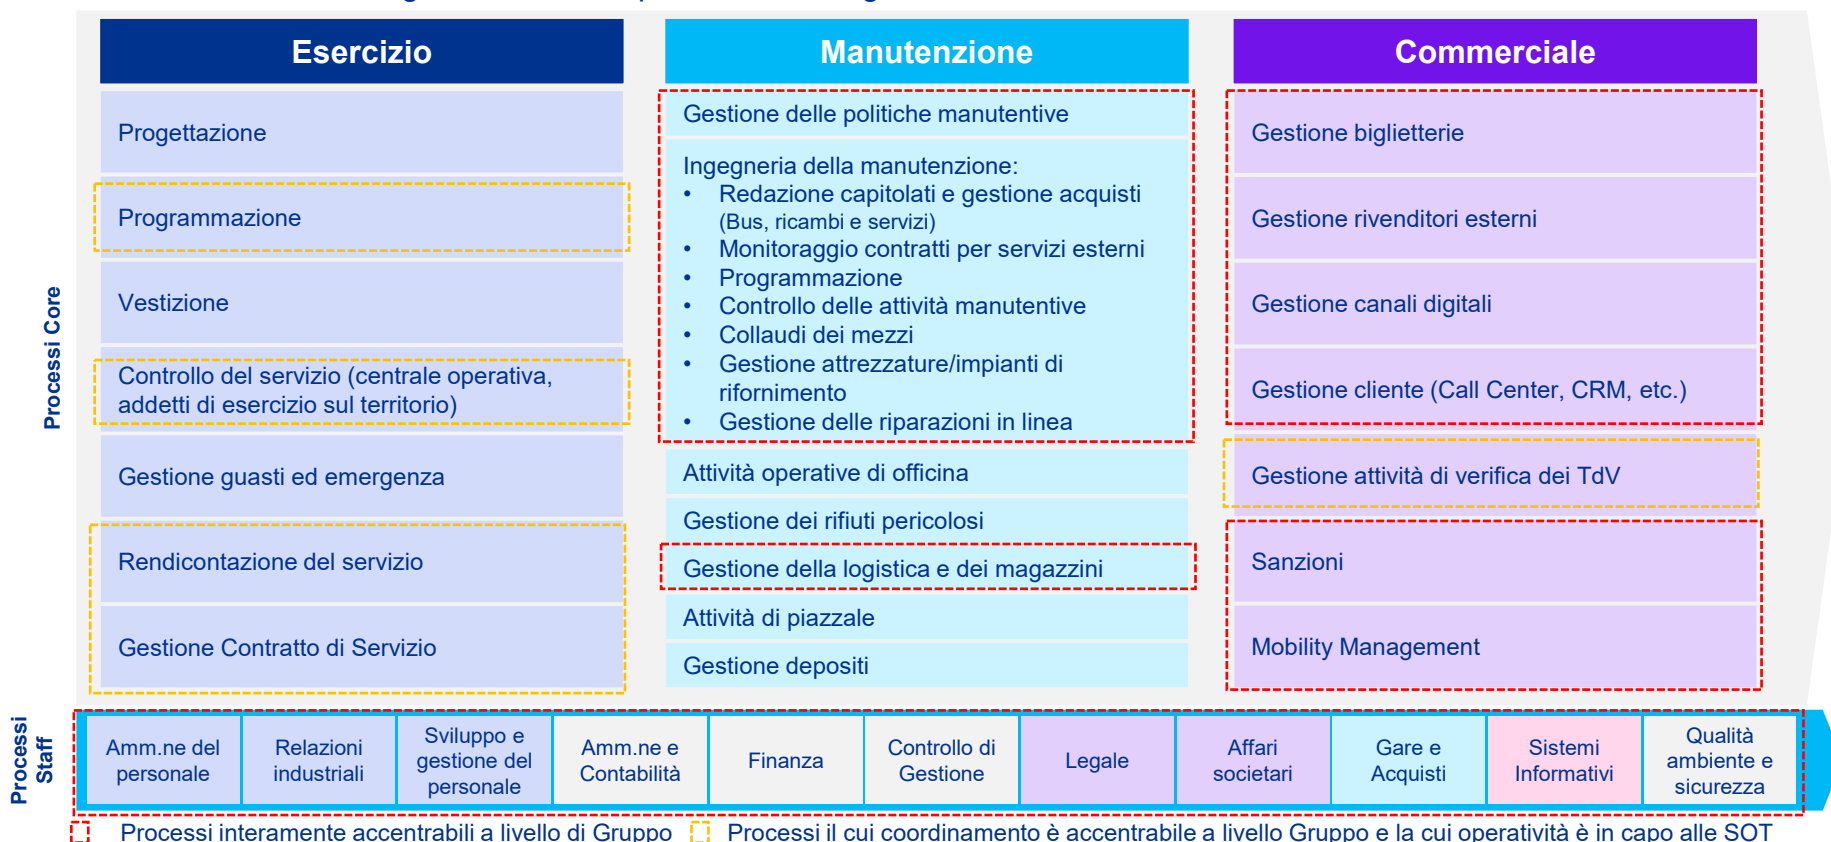 Esercizio
Progettazione
Programmazione
Vestizione
Controllo del servizio (centrale operativa,
addetti di esercizio sul territorio)
Gestione guasti ed emergenza
Rendicontazione del servizio
Gestione Contratto di Servizio
Manutenzione
Gestione delle politiche manutentive
Ingegneria della manutenzione:
• Redazione capitolati e gestione acquisti
(Bus, ricambi e servizi)
• Monitoraggio contratti per servizi esterni
• Programmazione
• Controllo delle attività manutentive
• Collaudi dei mezzi
• Gestione attrezzature/impianti di
rifornimento
• Gestione delle riparazioni in linea
Attività operative di officina
Gestione dei rifiuti pericolosi
Gestione della logistica e dei magazzini
Attività di piazzale
Gestione depositi
Commerciale
Gestione biglietterie
Gestione rivenditori esterni
Gestione canali digitali
Gestione cliente (Call Center, CRM, etc.)
Gestione attività di verifica dei TdV
Sanzioni
Mobility Management
Processi Core
Processi
Staff
Amm.ne del
personale
Relazioni
industriali
Sviluppo e
gestione del
personale
Amm.ne e
Contabilità
Finanza
Controllo di
Gestione
Legale
Affari
societari
Gare e
Acquisti
Sistemi
Informativi
Qualità
ambiente e
sicurezza
Processi interamente accentrabili a livello di Gruppo
Processi il cui coordinamento è accentrabile a livello Gruppo e la cui operatività è in capo alle SOT